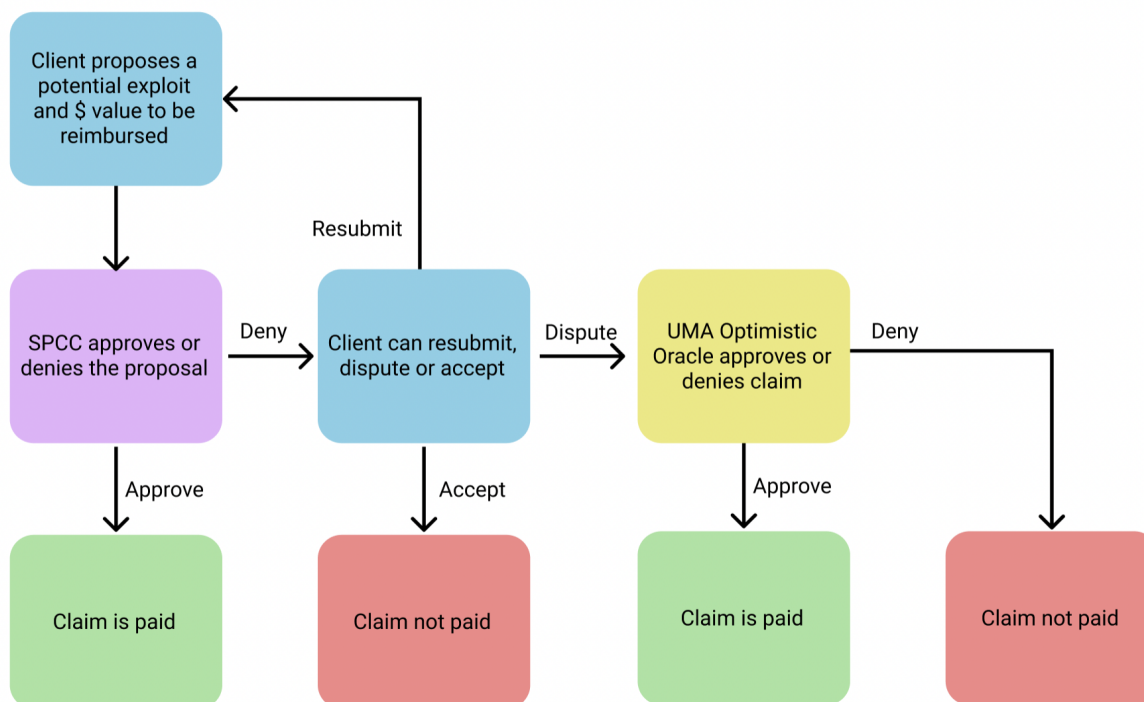 Client proposes a
potential exploit
and $ value to be
reimbursed
Resubmit
SPCC approves or
denies the proposal
Deny
Client can resubmit,
dispute or accept
Dispute
UMA Optimistic
Oracle approves or
denies claim
Deny
Approve
Accept
Approve
Claim is paid
Claim not paid
Claim is paid
Claim not paid